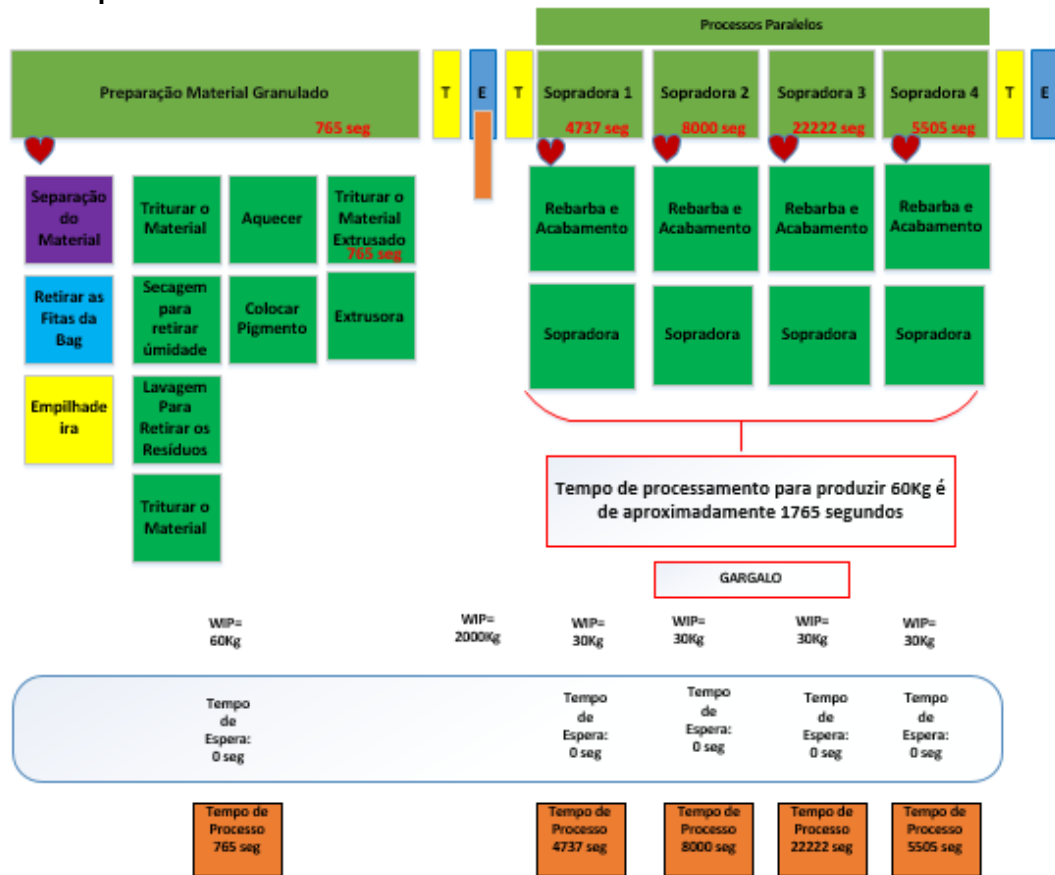 Processos Paralelos
Preparação Material Granulado
765 seg
T
E
T
Sopradora 1
4737 seg
Sopradora 2
8000 seg
Sopradora 3
22222 seg
Sopradora 4
5505 seg
T
E
Separação
do
Material
Triturar o
Material
Aquecer
Triturar o
Material
Extrusado
765 seg
Rebarba e
Acabamento
Rebarba e
Acabamento
Rebarba e
Acabamento
Rebarba e
Acabamento
Retirar as
Fitas da
Bag
Secagem
para
retirar
úmidade
Colocar
Pigmento
Extrusora
Sopradora
Sopradora
Sopradora
Sopradora
Empilhade
ira
Lavagem
Para
Retirar os
Resíduos
Triturar o
Material
Tempo de processamento para produzir 60Kg é
de aproximadamente 1765 segundos
GARGALO
WIP=
60Kg
WIP=
2000Kg
WIP=
30Kg
WIP=
30Kg
WIP=
30Kg
WIP=
30Kg
Tempo
de
Espera:
0 seg
Tempo
de
Espera:
0 seg
Tempo
de
Espera:
0 seg
Tempo
de
Espera:
0 seg
Tempo
de
Espera:
0 seg
Tempo de
Processo
765 seg
Tempo de
Processo
4737 seg
Tempo de
Processo
8000 seg
Tempo de
Processo
22222 seg
Tempo de
Processo
5505 seg